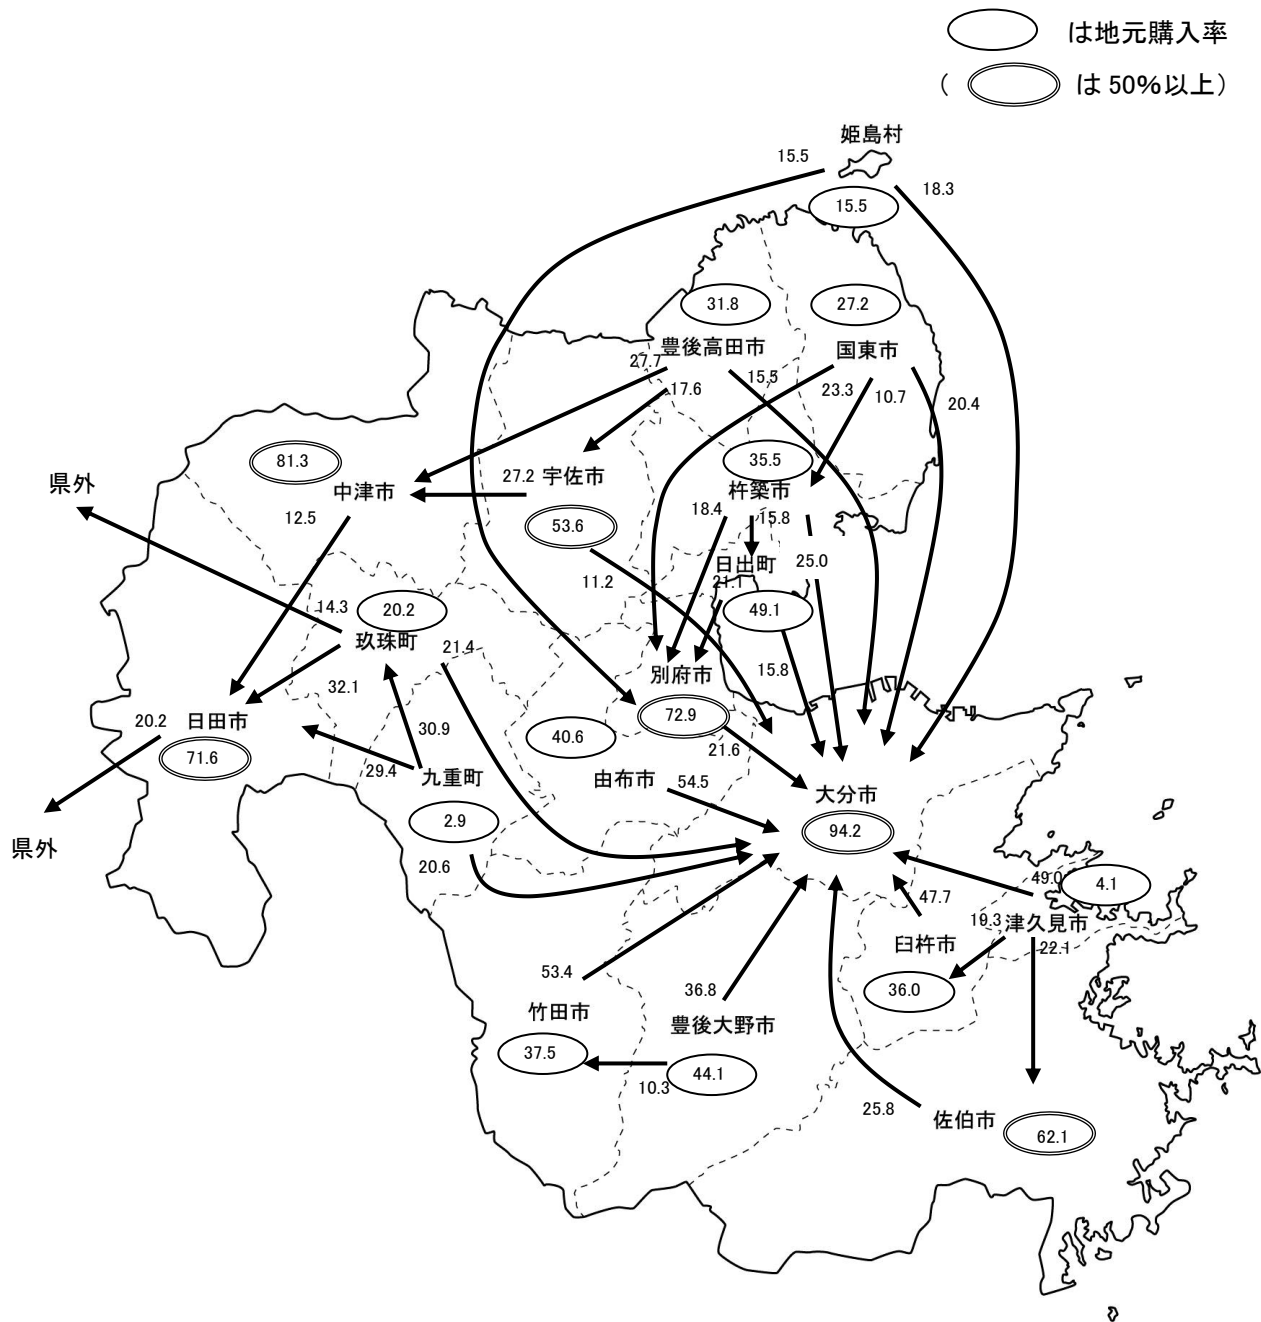 は地元購入率
( は 50%以上)
姫島村
15.5
18.3
15.5
31.8
27.2
豊後高田市
国東市
27.7
17.6
15.5
23.3
10.7
20.4
81.3
35.5
県外
中津市
27.2
宇佐市
杵築市
12.5
53.6
18.4
15.8
11.2
日出町
25.0
21.1
14.3
20.2
49.1
玖珠町
21.4
別府市
15.8
32.1
20.2
日田市
30.9
40.6
72.9
21.6
71.6
29.4
九重町
由布市
54.5
大分市
県外
2.9
94.2
20.6
49.0
4.1
47.7
19.3
津久見市
臼杵市
22.1
53.4
36.8
36.0
竹田市
豊後大野市
37.5
44.1
10.3
25.8
佐伯市
62.1